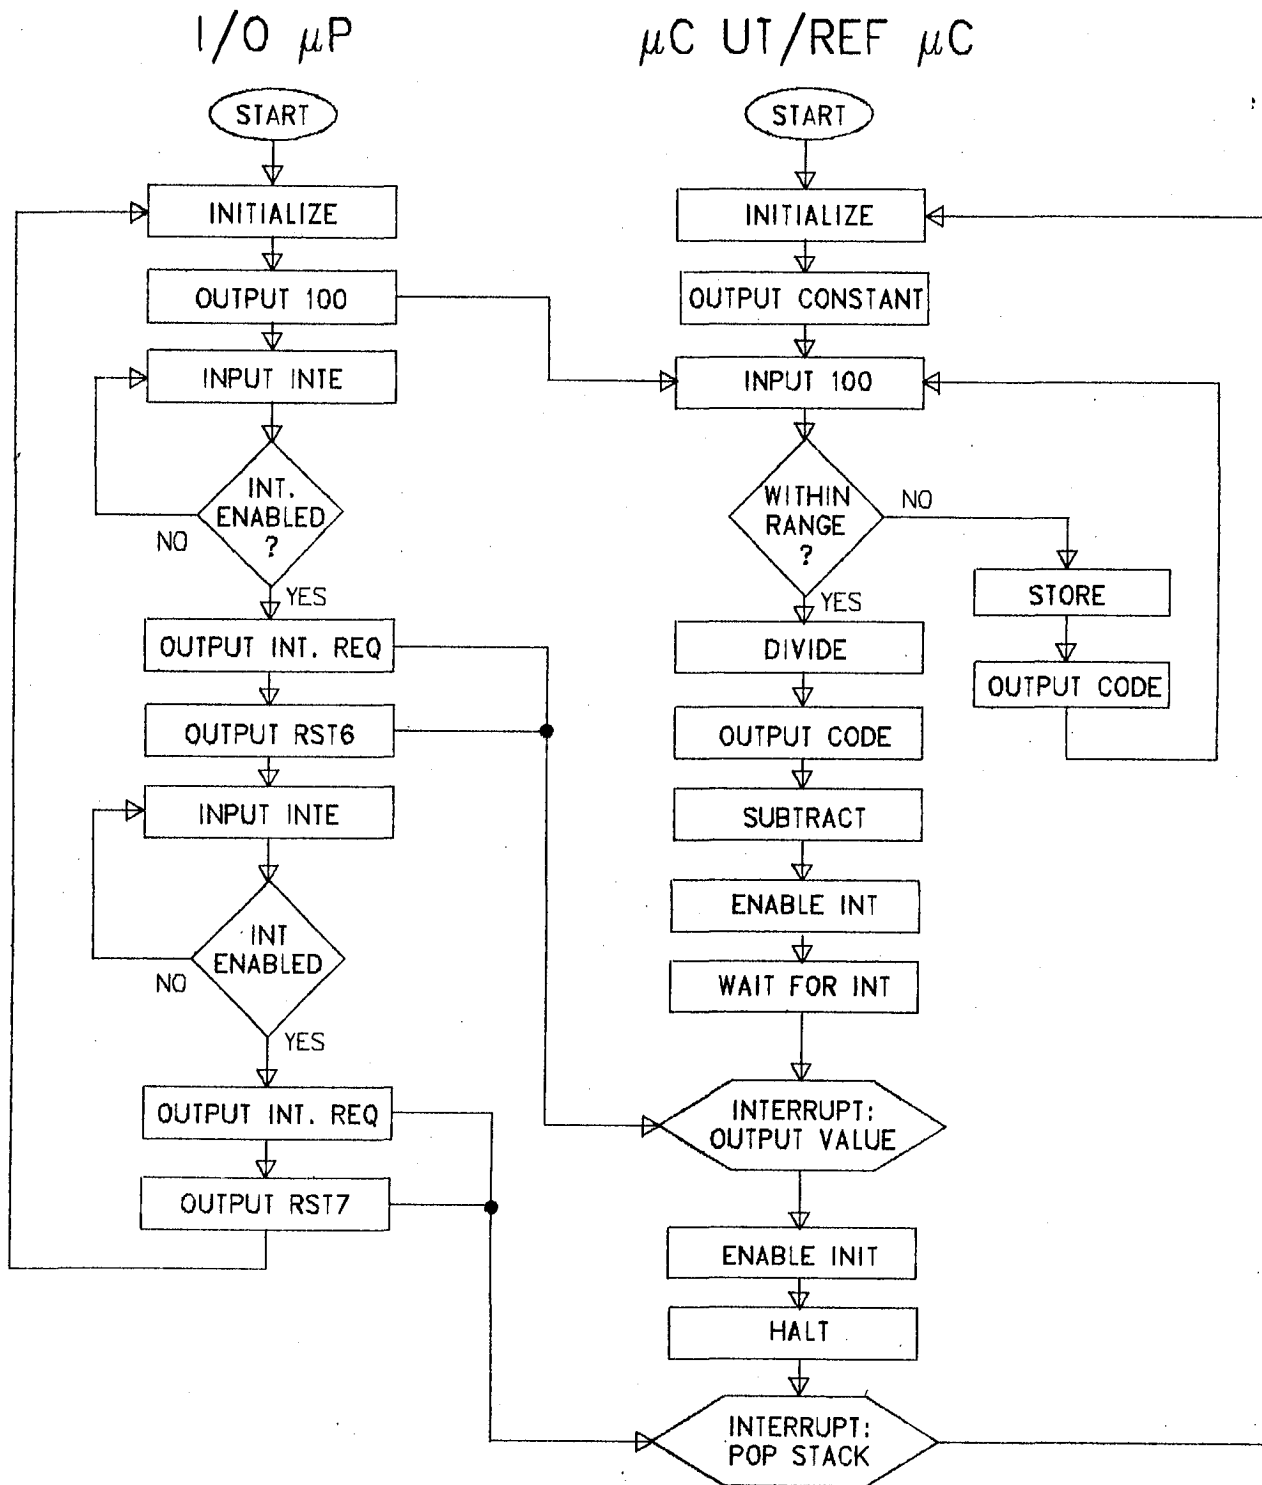 I/O μP
START
INITIALIZE
OUTPUT 100
INPUT INTE
INT.
ENABLED
?
NO
YES
OUTPUT INT. REQ
OUTPUT RST6
INPUT INTE
INT
ENABLED
NO
YES
OUTPUT INT. REQ
OUTPUT RST7
μC UT/REF μC
START
INITIALIZE
OUTPUT CONSTANT
INPUT 100
WITHIN
RANGE
?
NO
STORE
OUTPUT CODE
YES
DIVIDE
OUTPUT CODE
SUBTRACT
ENABLE INT
WAIT FOR INT
INTERRUPT:
OUTPUT VALUE
ENABLE INIT
HALT
INTERRUPT:
POP STACK